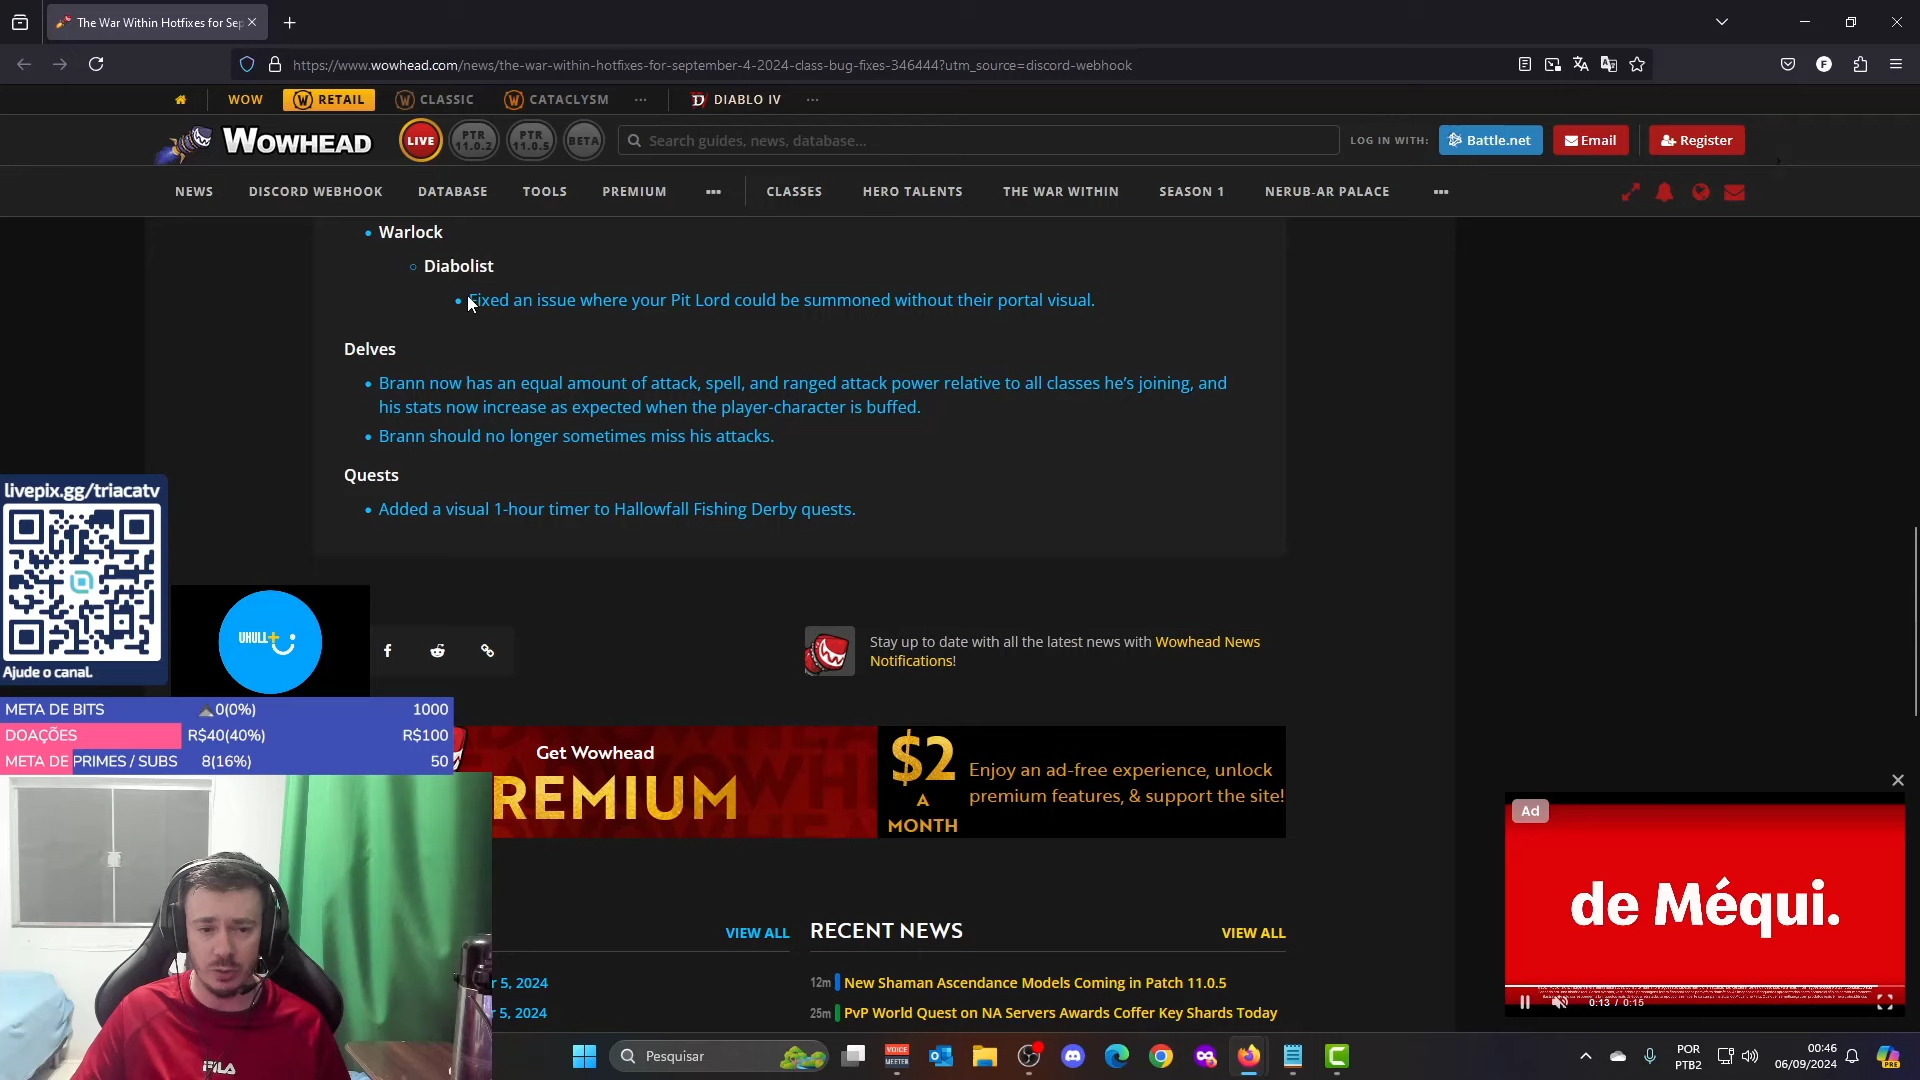 The War Within Hotfixes for Sep
https://www.wowhead.com/news/the-war-within-hotfixes-for-september-4-2024-class-bug-fixes-346444?utm_source=discord-webhook
WOW
RETAIL
CLASSIC
CATACLYSM
DIABLO IV
WOWHEAD
LIVE
PTR
11.0.2
PTR
11.0.5
BETA
Search guides, news, database...
LOG IN WITH:
Battle.net
Email
Register
NEWS
DISCORD WEBHOOK
DATABASE
TOOLS
PREMIUM
CLASSES
HERO TALENTS
THE WAR WITHIN
SEASON 1
NERUB-AR PALACE
Warlock
Diabolist
Fixed an issue where your Pit Lord could be summoned without their portal visual.
Delves
Brann now has an equal amount of attack, spell, and ranged attack power relative to all classes he's joining, and
his stats now increase as expected when the player-character is buffed.
Brann should no longer sometimes miss his attacks.
Quests
Added a visual 1-hour timer to Hallowfall Fishing Derby quests.
livepix.gg/triacatv
Ajude o canal.
UHULL+
Stay up to date with all the latest news with Wowhead News
Notifications!
META DE BITS 0(0%) 1000
DOAÇÕES R$40(40%) R$100
META DE PRIMES / SUBS 8(16%) 50
Get Wowhead
REMIUM
$2
A
MONTH
Enjoy an ad-free experience, unlock
premium features, & support the site!
Ad
de Méqui.
0:13 / 0:15
VIEW ALL
RECENT NEWS
VIEW ALL
r 5, 2024
12m New Shaman Ascendance Models Coming in Patch 11.0.5
r 5, 2024
25m PvP World Quest on NA Servers Awards Coffer Key Shards Today
FILA
Pesquisar
VOICE
MEETER
POR
PTB2
00:46
06/09/2024
PRE